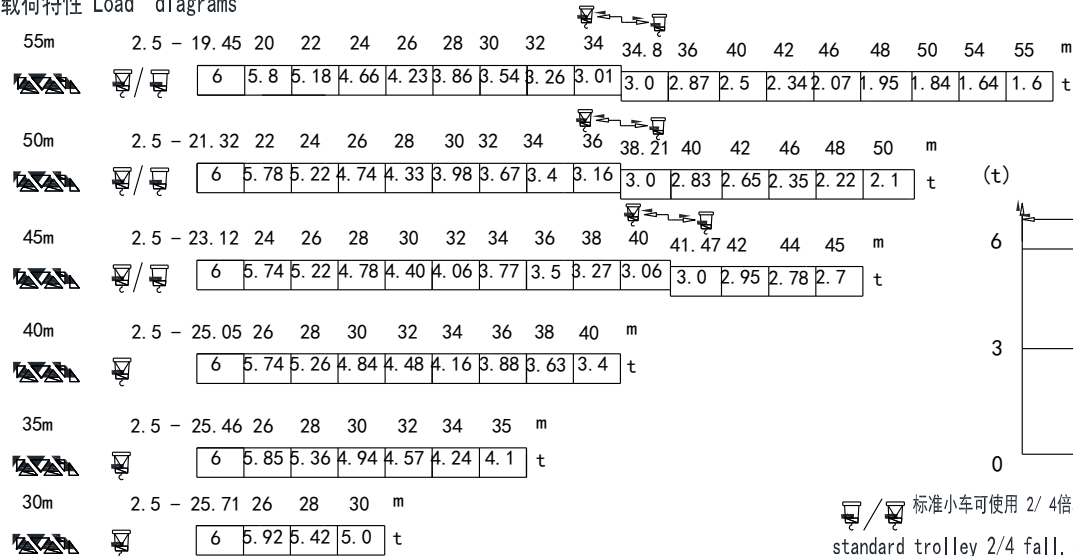 载荷特性 Load diagrams
55m 2.5 - 19.45 20 22 24 26 28 30 32 34 34.8 36 40 42 46 48 50 54 55 m
6 5.8 5.18 4.66 4.23 3.86 3.54 3.26 3.01 3.0 2.87 2.5 2.34 2.07 1.95 1.84 1.64 1.6 t
50m 2.5 - 21.32 22 24 26 28 30 32 34 36 38.21 40 42 46 48 50 m
6 5.78 5.22 4.74 4.33 3.98 3.67 3.4 3.16 3.0 2.83 2.65 2.35 2.22 2.1 t
(t)
45m 2.5 - 23.12 24 26 28 30 32 34 36 38 40 41.47 42 44 45 m
6
6 5.74 5.22 4.78 4.40 4.06 3.77 3.5 3.27 3.06 3.0 2.95 2.78 2.7 t
40m 2.5 - 25.05 26 28 30 32 34 36 38 40 m
3
6 5.74 5.26 4.84 4.48 4.16 3.88 3.63 3.4 t
35m 2.5 - 25.46 26 28 30 32 34 35 m
6 5.85 5.36 4.94 4.57 4.24 4.1 t
0
30m 2.5 - 25.71 26 28 30 m
6 5.92 5.42 5.0 t
标准小车可使用 2/ 4倍
standard trolley 2/4 fall.